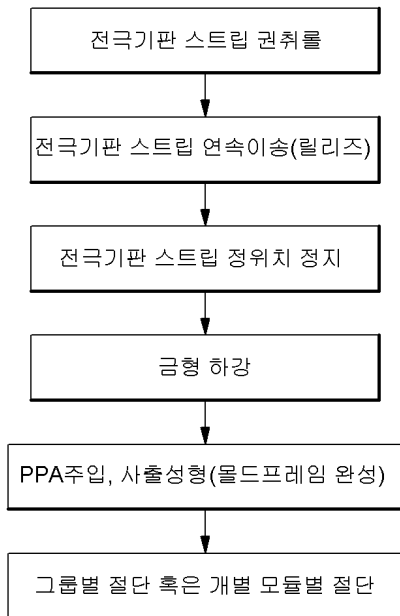 전극기판 스트립 권취롤
전극기판 스트립 연속이송(릴리즈)
전극기판 스트립 정위치 정지
금형 하강
PPA주입, 사출성형(몰드프레임 완성)
그룹별 절단 혹은 개별 모듈별 절단